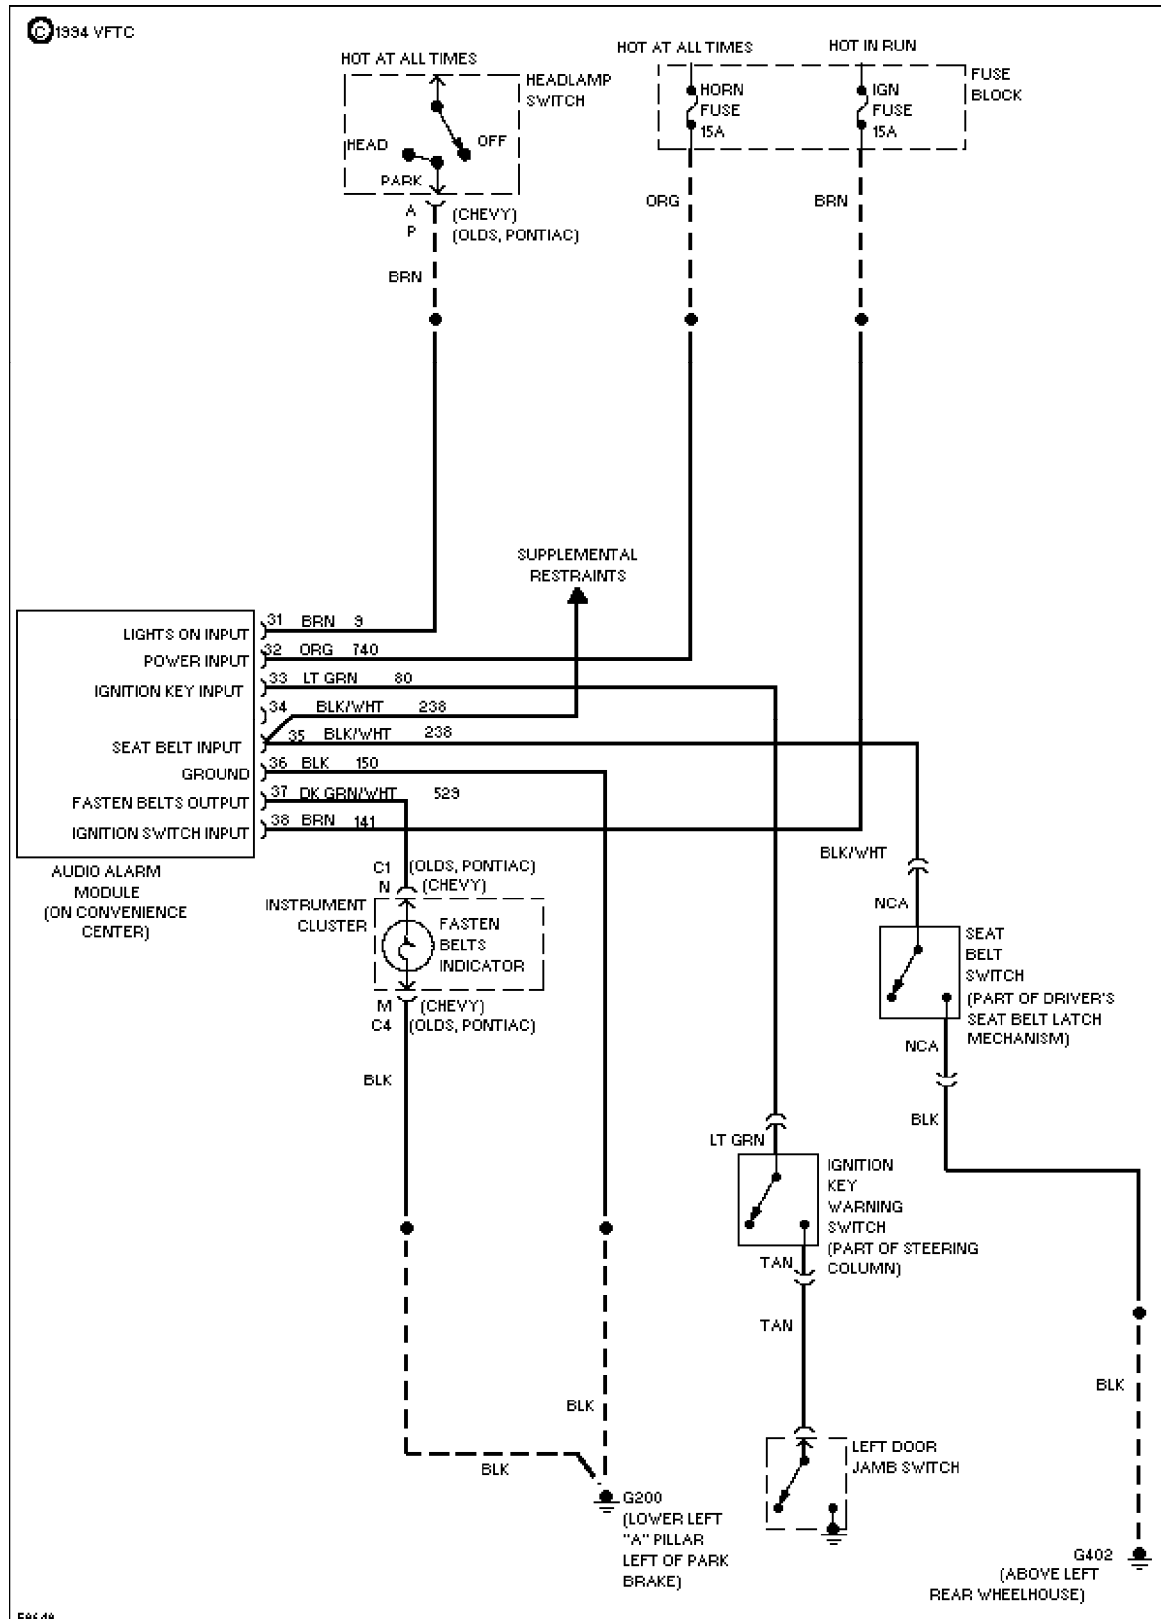 © 1994 VFTC
HOT AT ALL TIMES
HEADLAMP
SWITCH
HEAD
OFF
PARK
A (CHEVY)
P (OLDS, PONTIAC)
BRN
HOT AT ALL TIMES
HOT IN RUN
HORN
FUSE
15A
IGN
FUSE
15A
FUSE
BLOCK
ORG
BRN
SUPPLEMENTAL
RESTRAINTS
LIGHTS ON INPUT 31 BRN 9
POWER INPUT 32 ORG 740
IGNITION KEY INPUT 33 LT GRN 80
34 BLK/WHT 238
SEAT BELT INPUT 35 BLK/WHT 238
GROUND 36 BLK 150
FASTEN BELTS OUTPUT 37 DK GRN/WHT 529
IGNITION SWITCH INPUT 38 BRN 141
AUDIO ALARM
MODULE
(ON CONVENIENCE
CENTER)
C1 (OLDS, PONTIAC)
N (CHEVY)
INSTRUMENT
CLUSTER
FASTEN
BELTS
INDICATOR
M (CHEVY)
C4 (OLDS, PONTIAC)
BLK
BLK/WHT
NCA
SEAT
BELT
SWITCH
(PART OF DRIVER'S
SEAT BELT LATCH
MECHANISM)
NCA
BLK
LT GRN
IGNITION
KEY
WARNING
SWITCH
(PART OF STEERING
COLUMN)
TAN
TAN
BLK
BLK
BLK
LEFT DOOR
JAMB SWITCH
G200
(LOWER LEFT
"A" PILLAR
LEFT OF PARK
BRAKE)
G402
(ABOVE LEFT
REAR WHEELHOUSE)